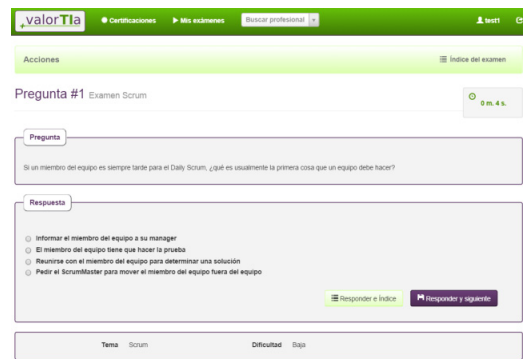 valorTIa
Certificaciones
Mis exámenes
Buscar profesional
test1
Acciones
Índice del examen
Pregunta #1 Examen Scrum
0 m. 4 s.
Pregunta
Si un miembro del equipo es siempre tarde para el Daily Scrum, ¿qué es usualmente la primera cosa que un equipo debe hacer?
Respuesta
Informar el miembro del equipo a su manager
El miembro del equipo tiene que hacer la prueba
Reunirse con el miembro del equipo para determinar una solución
Pedir el ScrumMaster para mover el miembro del equipo fuera del equipo
Responder e Índice
Responder y siguiente
Tema Scrum Dificultad Baja